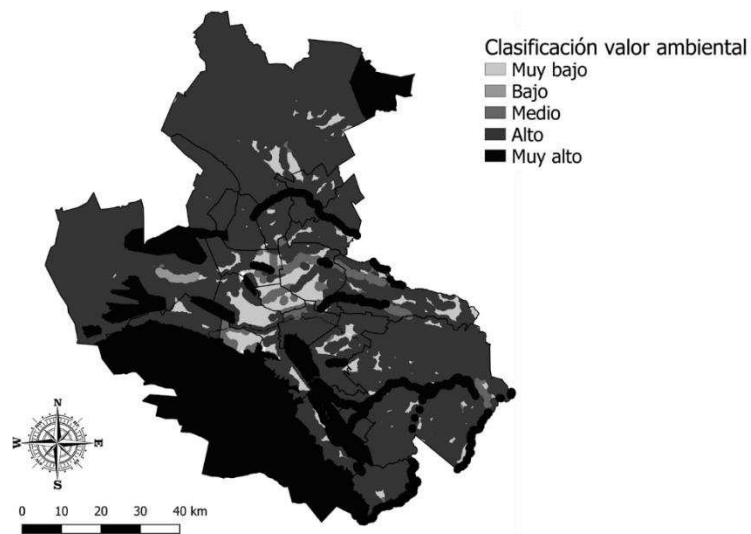 Clasificación valor ambiental
Muy bajo
Bajo
Medio
Alto
Muy alto
N
W
E
S
0 10 20 30 40 km